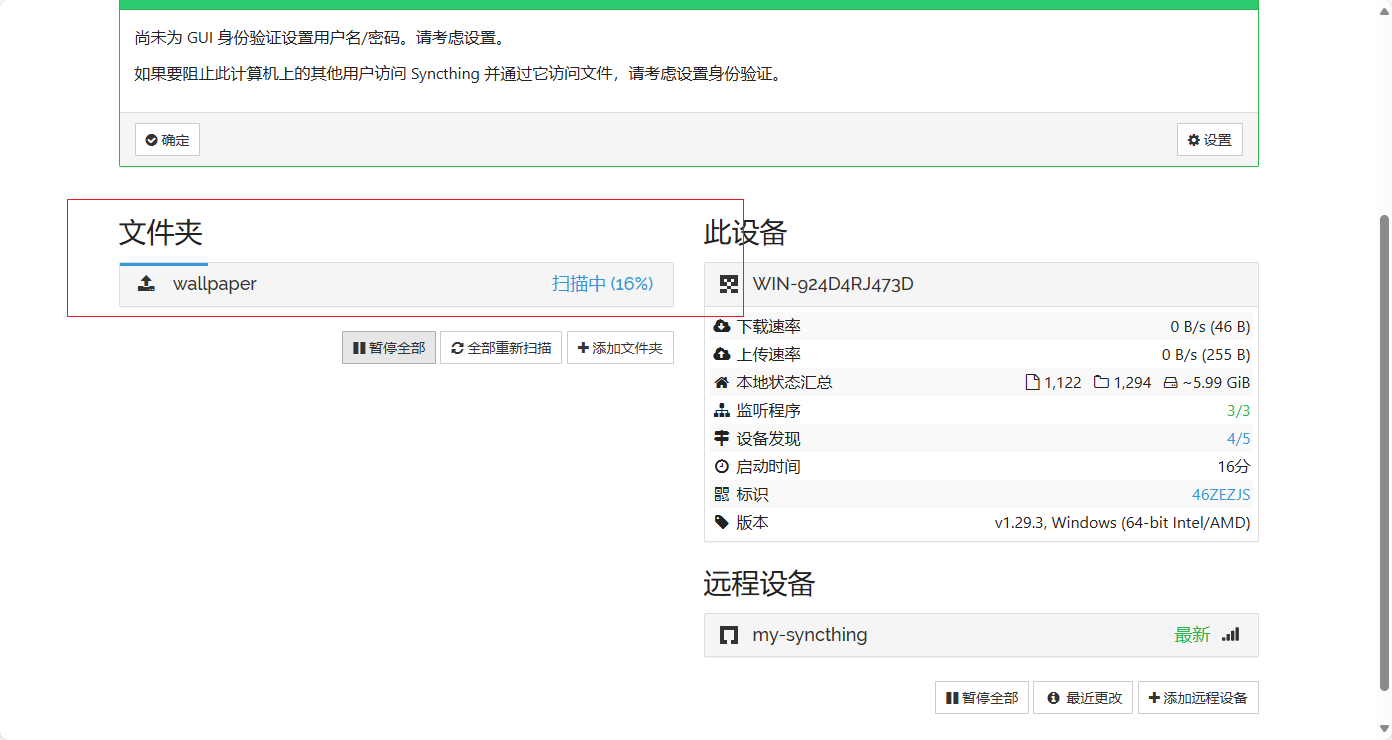 尚未为 GUI 身份验证设置用户名/密码。请考虑设置。
如果要阻止此计算机上的其他用户访问 Syncthing 并通过它访问文件，请考虑设置身份验证。
确定
设置
文件夹
wallpaper 扫描中 (16%)
暂停全部 全部重新扫描 添加文件夹
此设备
WIN-924D4RJ473D
下载速率 0 B/s (46 B)
上传速率 0 B/s (255 B)
本地状态汇总 1,122 1,294 ~5.99 GiB
监听程序 3/3
设备发现 4/5
启动时间 16分
标识 46ZEZJS
版本 v1.29.3, Windows (64-bit Intel/AMD)
远程设备
my-syncthing 最新
暂停全部 最近更改 添加远程设备